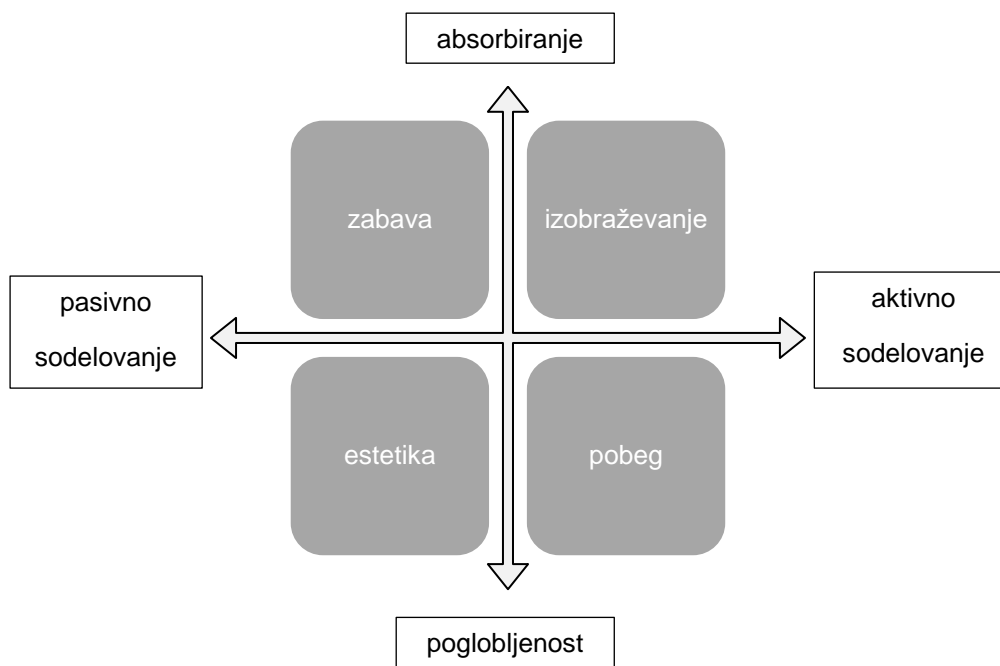 absorbiranje
zabava
izobraževanje
pasivno
sodelovanje
aktivno
sodelovanje
estetika
pobeg
poglobljenost